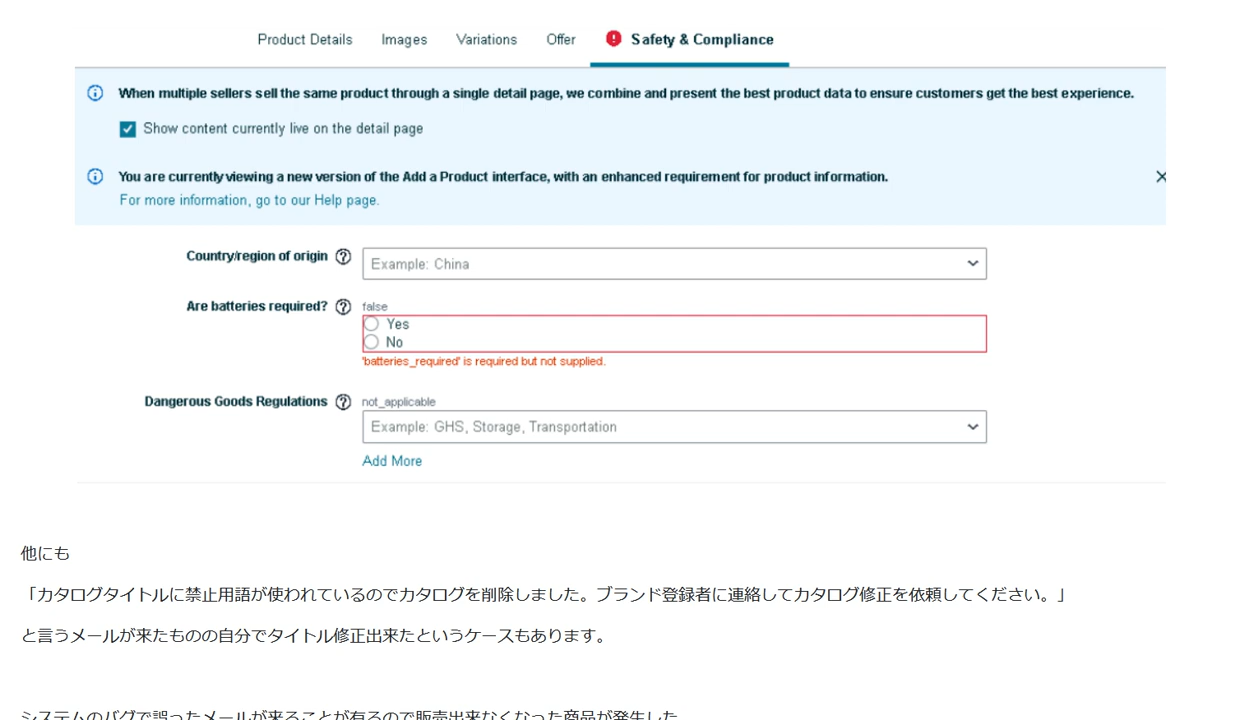 Product Details Images Variations Offer Safety & Compliance
When multiple sellers sell the same product through a single detail page, we combine and present the best product data to ensure customers get the best experience.
Show content currently live on the detail page
You are currently viewing a new version of the Add a Product interface, with an enhanced requirement for product information.
For more information, go to our Help page.
Country/region of origin Example: China
Are batteries required? false
Yes
No
'batteries_required' is required but not supplied.
Dangerous Goods Regulations not_applicable
Example: GHS, Storage, Transportation
Add More
他にも
「カタログタイトルに禁止用語が使われているのでカタログを削除しました。ブランド登録者に連絡してカタログ修正を依頼してください。」
と言うメールが来たものの自分でタイトル修正出来たというケースもあります。
システムのバグで誤ったメールが来ることが有るので販売出来なくなった商品が発生した